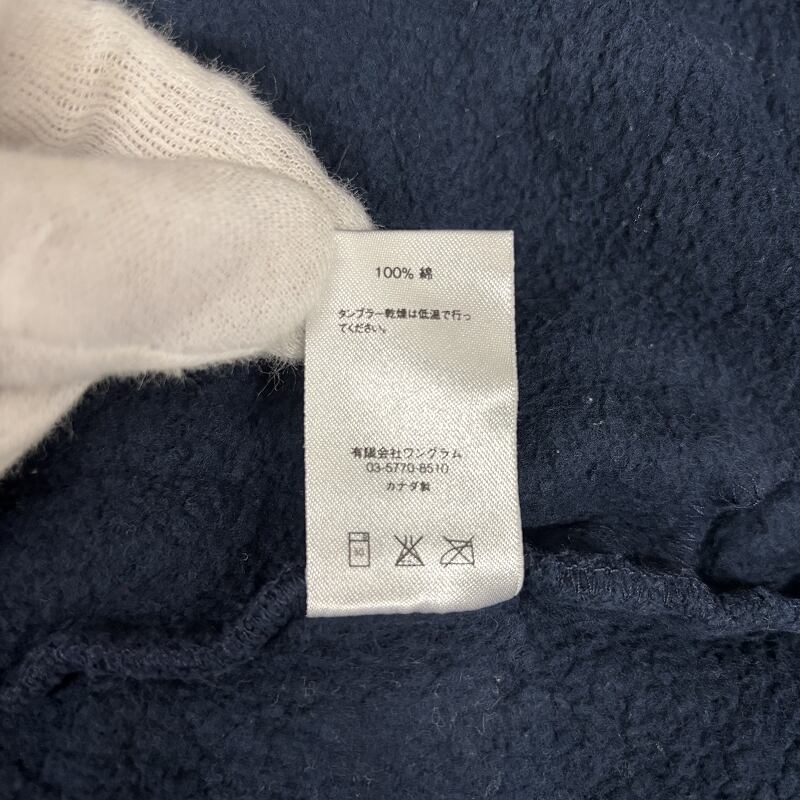 100% 綿
タンブラー乾燥は低温で行っ
てください。
有限会社ワングラム
03-5770-8510
カナダ製